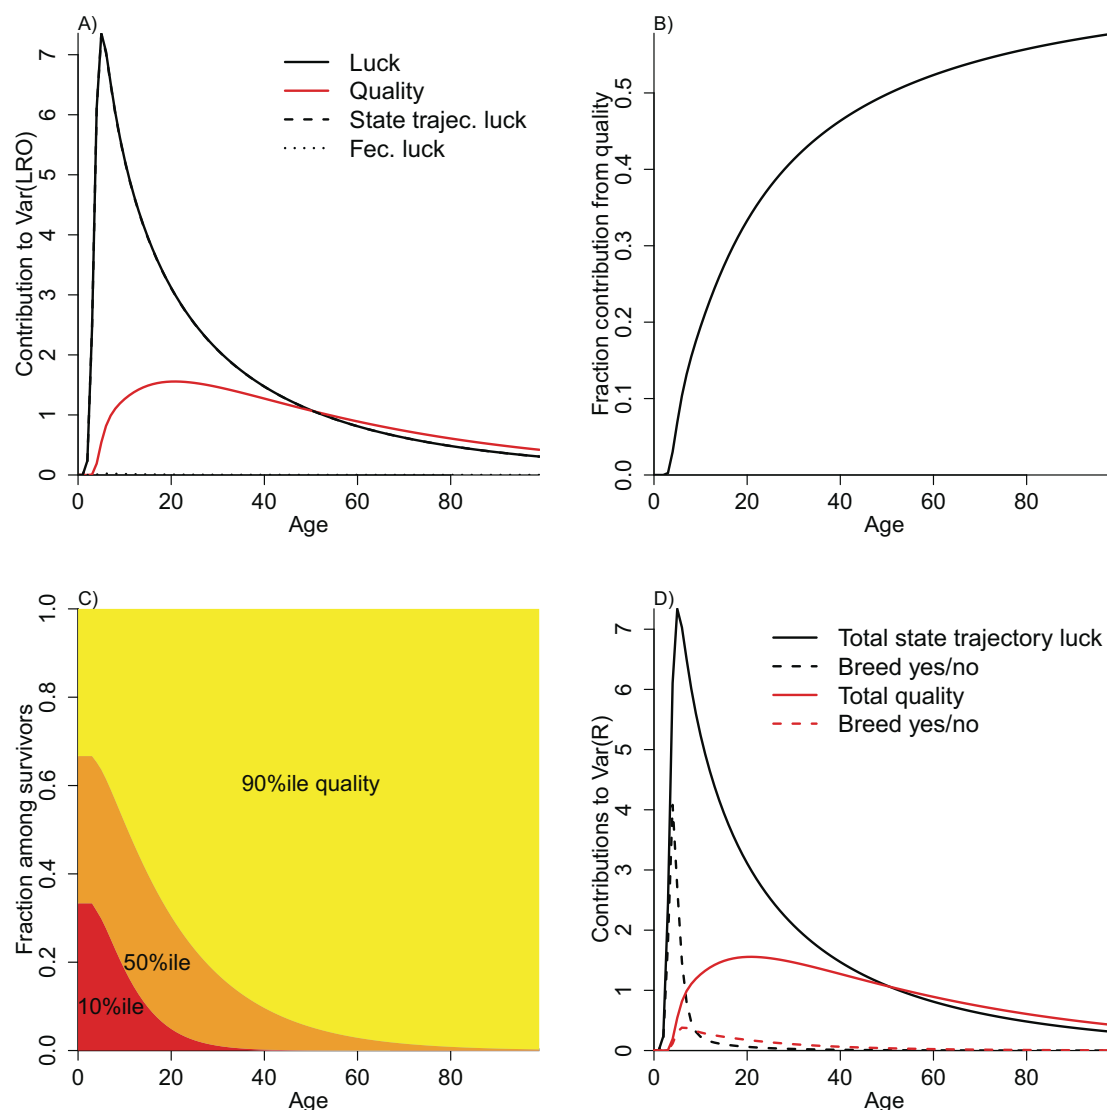 A)
Contribution to Var(LRO)
0 1 2 3 4 5 6 7
Luck
Quality
State trajec. luck
Fec. luck
0 20 40 60 80
Age
B)
Fraction contribution from quality
0.0 0.1 0.2 0.3 0.4 0.5
0 20 40 60 80
Age
C)
Fraction among survivors
0.0 0.2 0.4 0.6 0.8 1.0
90%ile quality
50%ile
10%ile
0 20 40 60 80
Age
D)
Contributions to Var(R)
0 1 2 3 4 5 6 7
Total state trajectory luck
Breed yes/no
Total quality
Breed yes/no
0 20 40 60 80
Age